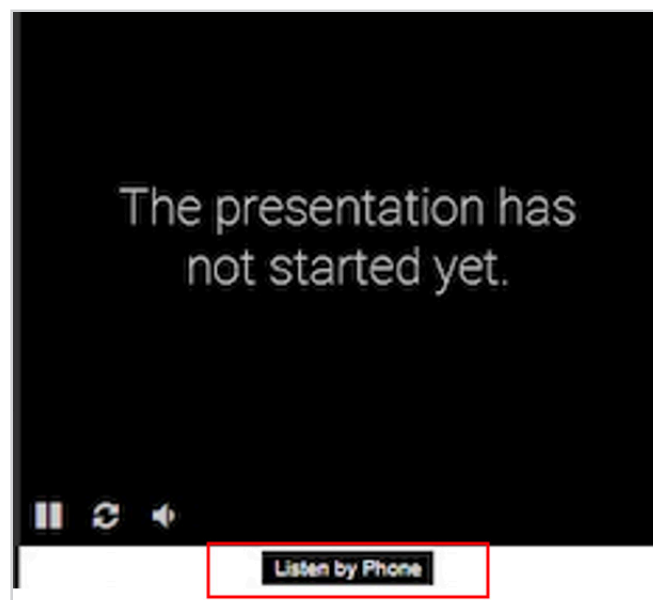 The presentation has
not started yet.
Listen by Phone